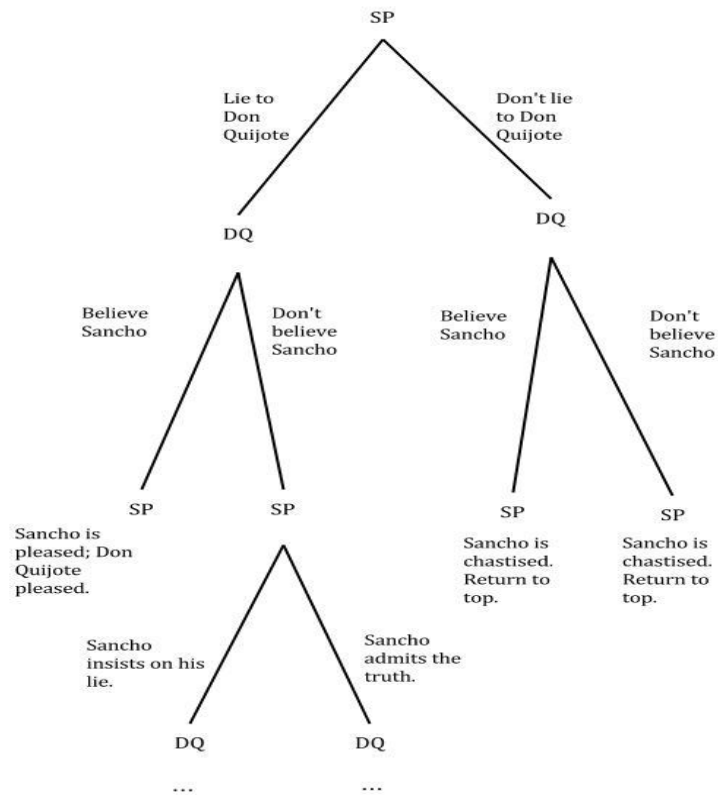 SP
Lie to
Don
Quijote
Don't lie
to Don
Quijote
DQ
DQ
Believe
Sancho
Don't
believe
Sancho
Believe
Sancho
Don't
believe
Sancho
SP
SP
SP
SP
Sancho is
pleased; Don
Quijote
pleased.
Sancho is
chastised.
Return to
top.
Sancho is
chastised.
Return to
top.
Sancho
insists on his
lie.
Sancho
admits the
truth.
DQ
DQ
...
...